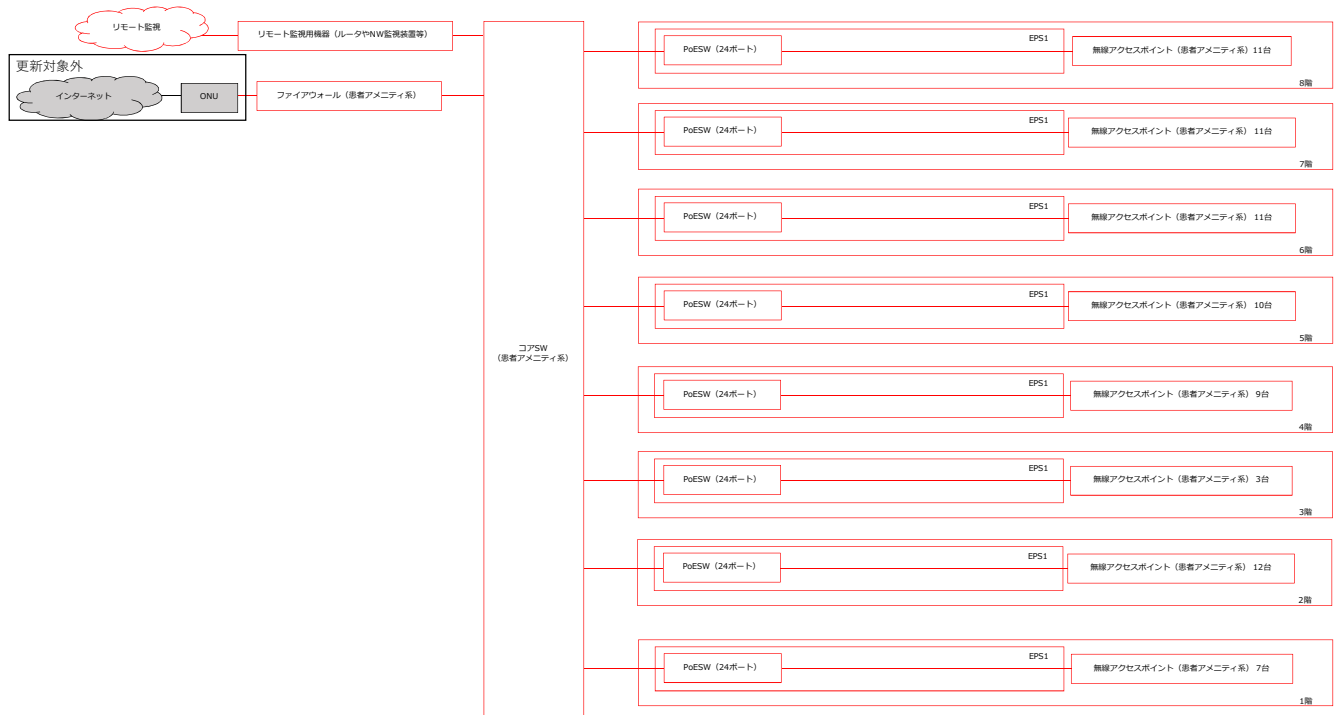 リモート監視
リモート監視用機器（ルータやNW監視装置等）
更新対象外
インターネット
ONU
ファイアウォール（患者アメニティ系）
コアSW
（患者アメニティ系）
PoESW（24ポート）
EPS1
無線アクセスポイント（患者アメニティ系）11台
8階
PoESW（24ポート）
EPS1
無線アクセスポイント（患者アメニティ系） 11台
7階
PoESW（24ポート）
EPS1
無線アクセスポイント（患者アメニティ系） 11台
6階
PoESW（24ポート）
EPS1
無線アクセスポイント（患者アメニティ系） 10台
5階
PoESW（24ポート）
EPS1
無線アクセスポイント（患者アメニティ系） 9台
4階
PoESW（24ポート）
EPS1
無線アクセスポイント（患者アメニティ系） 3台
3階
PoESW（24ポート）
EPS1
無線アクセスポイント（患者アメニティ系） 12台
2階
PoESW（24ポート）
EPS1
無線アクセスポイント（患者アメニティ系） 7台
1階